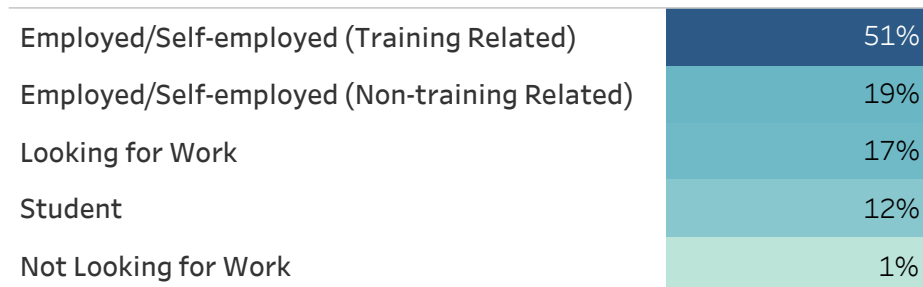 Employed/Self-employed (Training Related) 51%
Employed/Self-employed (Non-training Related) 19%
Looking for Work 17%
Student 12%
Not Looking for Work 1%